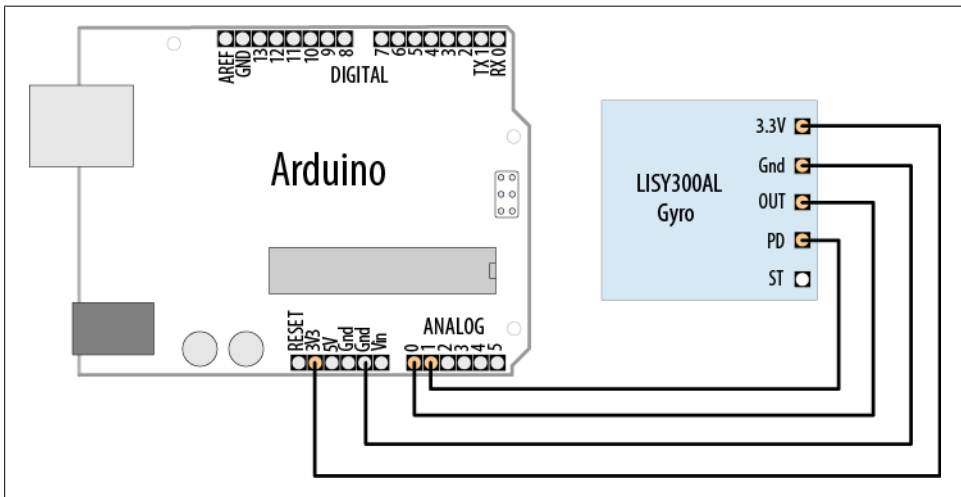 AREF
GND
13
12
11
10
9
8
7
6
5
4
3
2
TX 1
RX 0
DIGITAL
Arduino
3.3V
Gnd
LISY300AL
OUT
Gyro
PD
ST
RESET
3V3
5V
Gnd
Gnd
Vin
ANALOG
0
1
2
3
4
5